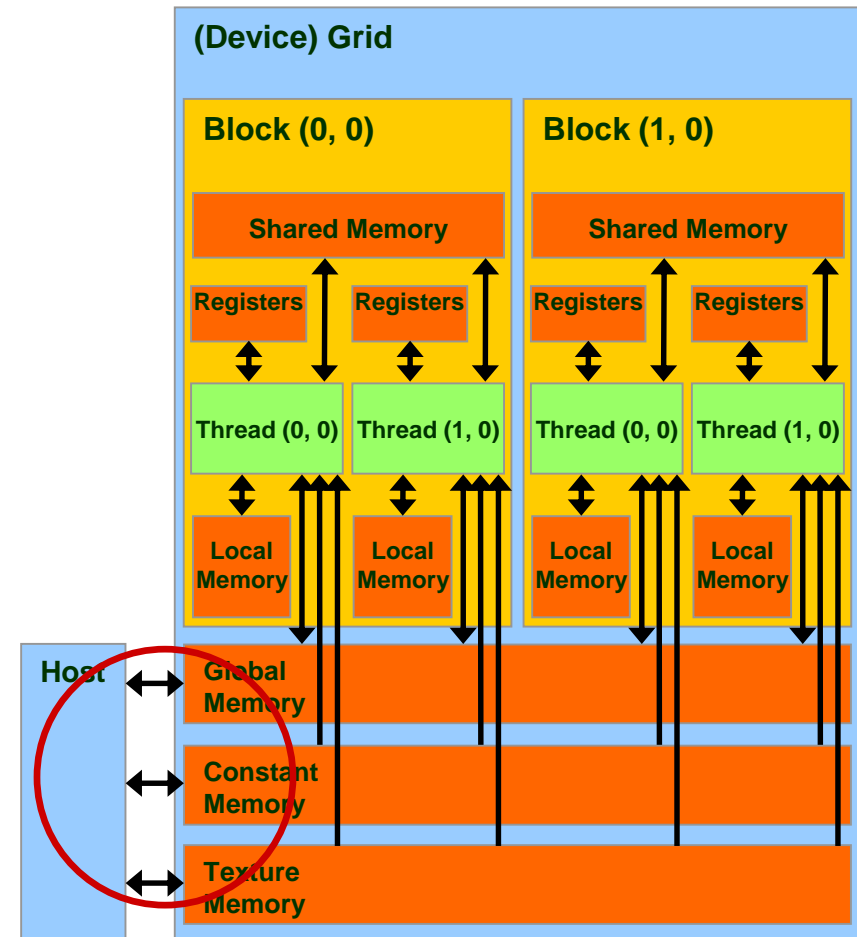 (Device) Grid
Block (0, 0)
Block (1, 0)
Shared Memory
Shared Memory
Registers
Registers
Registers
Registers
Thread (0, 0)
Thread (1, 0)
Thread (0, 0)
Thread (1, 0)
Local
Memory
Local
Memory
Local
Memory
Local
Memory
Host
Global
Memory
Constant
Memory
Texture
Memory